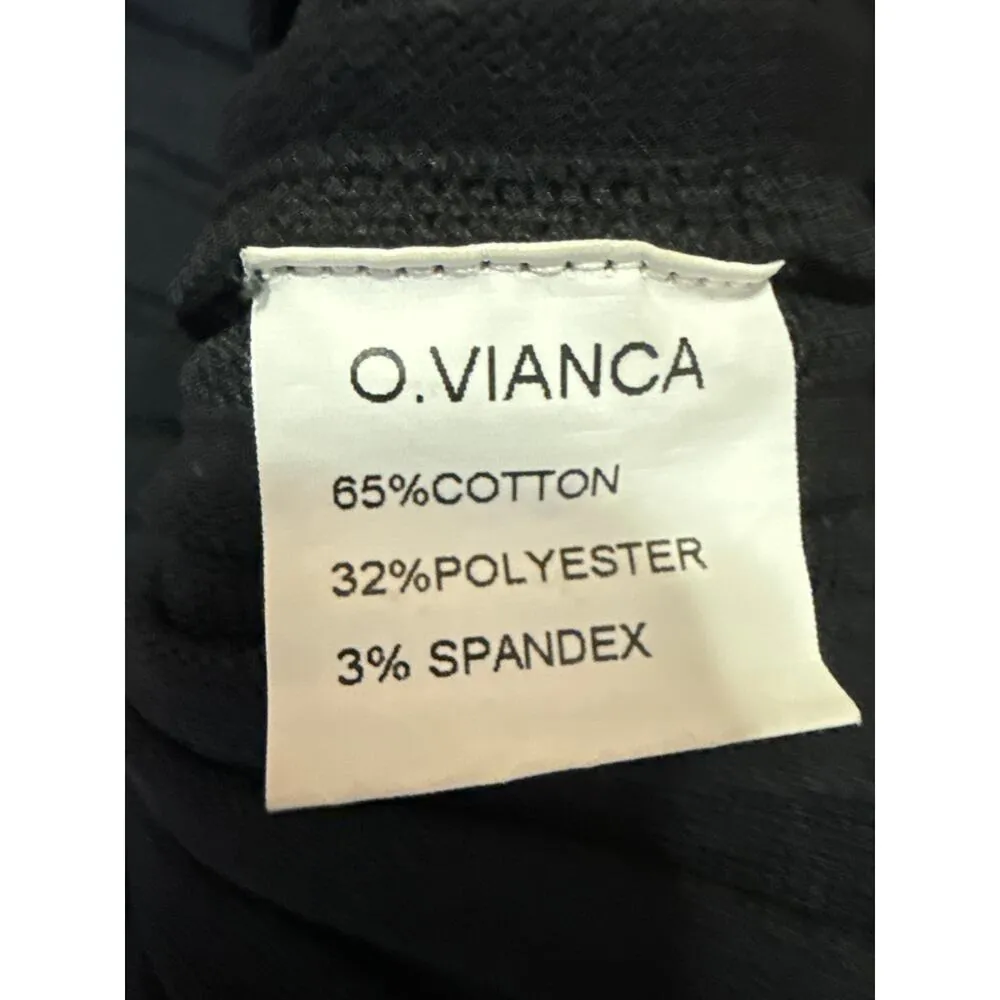 O.VIANCA
65%COTTON
32%POLYESTER
3% SPANDEX